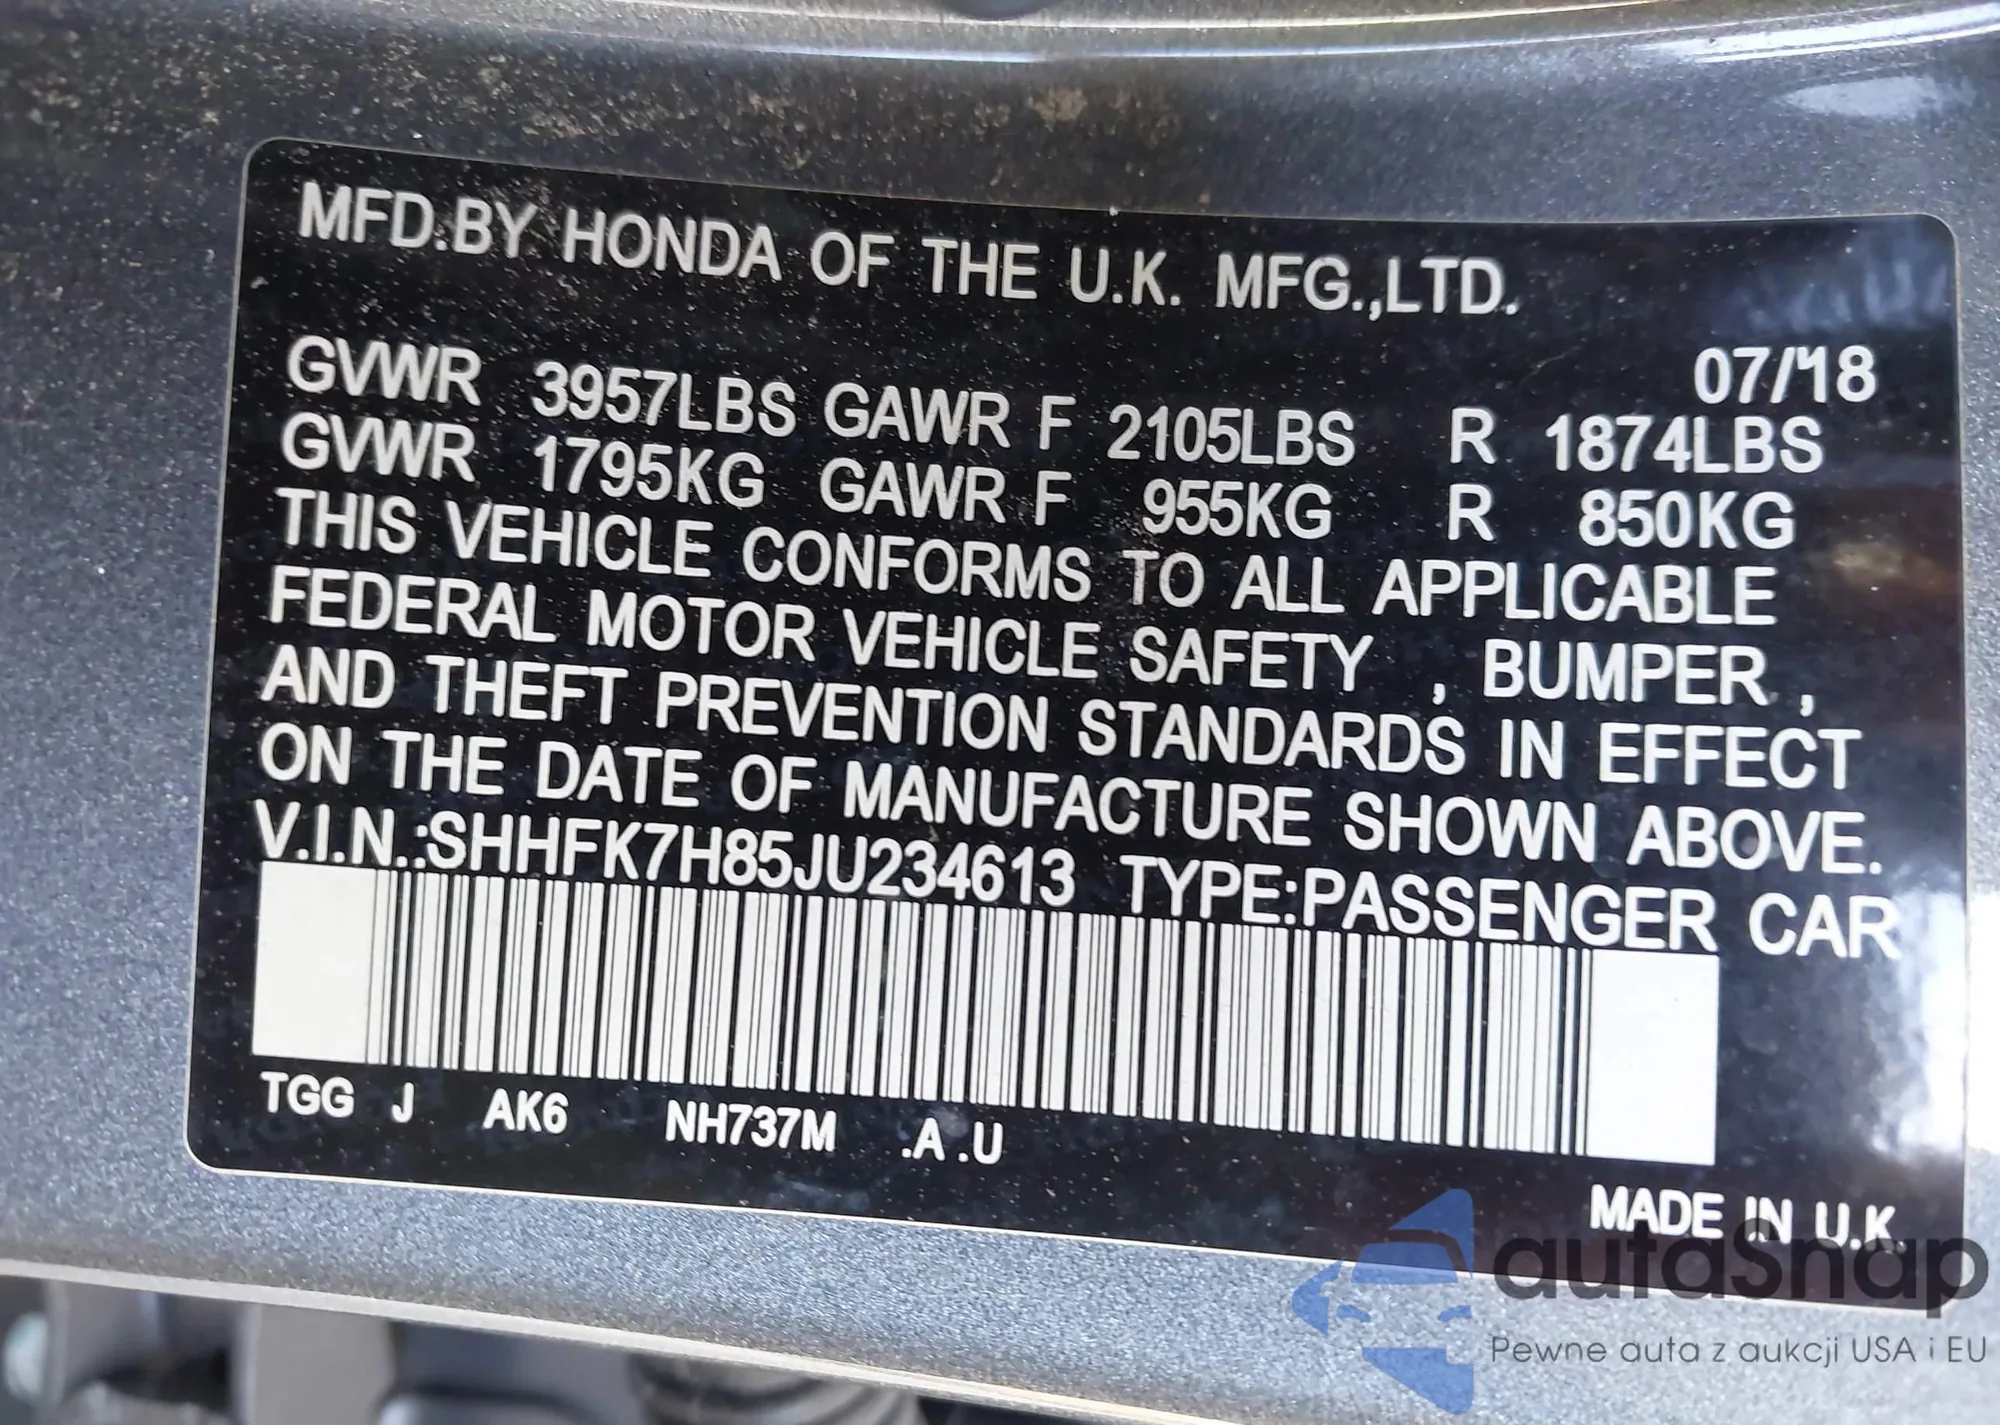 MFD.BY HONDA OF THE U.K. MFG.,LTD.
07/'18
GVWR 3957LBS GAWR F 2105LBS R 1874LBS
GVWR 1795KG GAWR F 955KG R 850KG
THIS VEHICLE CONFORMS TO ALL APPLICABLE
FEDERAL MOTOR VEHICLE SAFETY , BUMPER ,
AND THEFT PREVENTION STANDARDS IN EFFECT
ON THE DATE OF MANUFACTURE SHOWN ABOVE.
V.I.N.:SHHFK7H85JU234613 TYPE:PASSENGER CAR
TGG J AK6 NH737M .A .U
MADE IN U.K.
autaSnap
Pewne auta z aukcji USA i EU